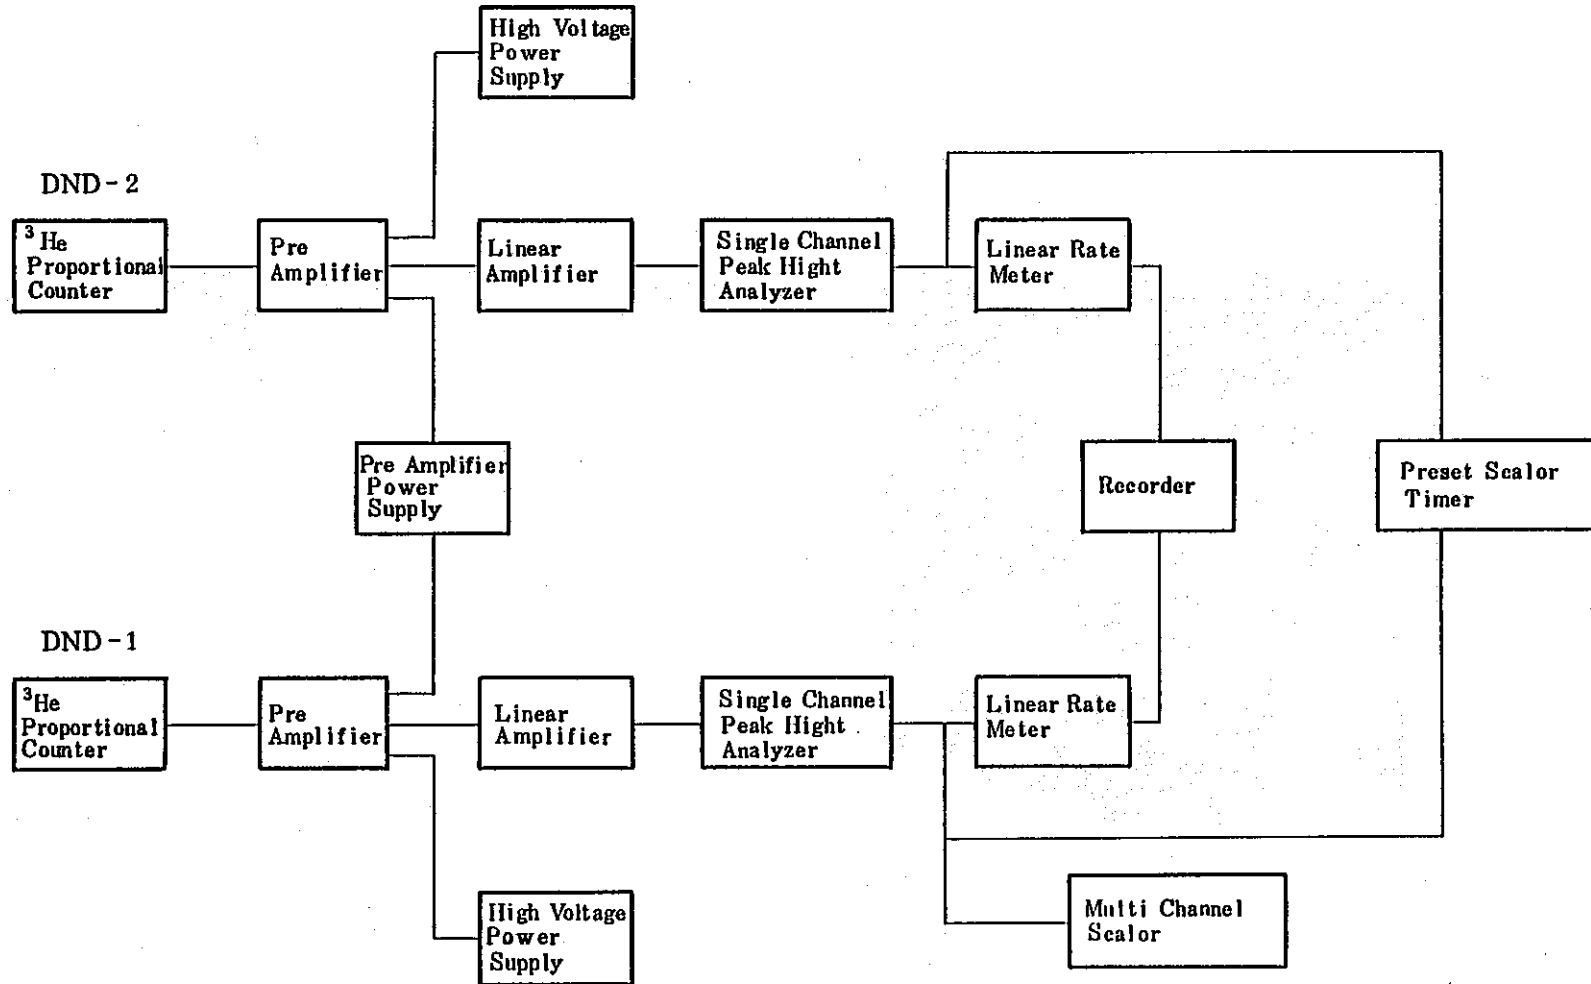 High Voltage
Power
Supply
DND-2
³He
Proportional
Counter
Pre
Amplifier
Linear
Amplifier
Single Channel
Peak Hight
Analyzer
Linear Rate
Meter
Pre Amplifier
Power
Supply
Recorder
Preset Scalor
Timer
DND-1
³He
Proportional
Counter
Pre
Amplifier
Linear
Amplifier
Single Channel
Peak Hight
Analyzer
Linear Rate
Meter
High Voltage
Power
Supply
Multi Channel
Scalor